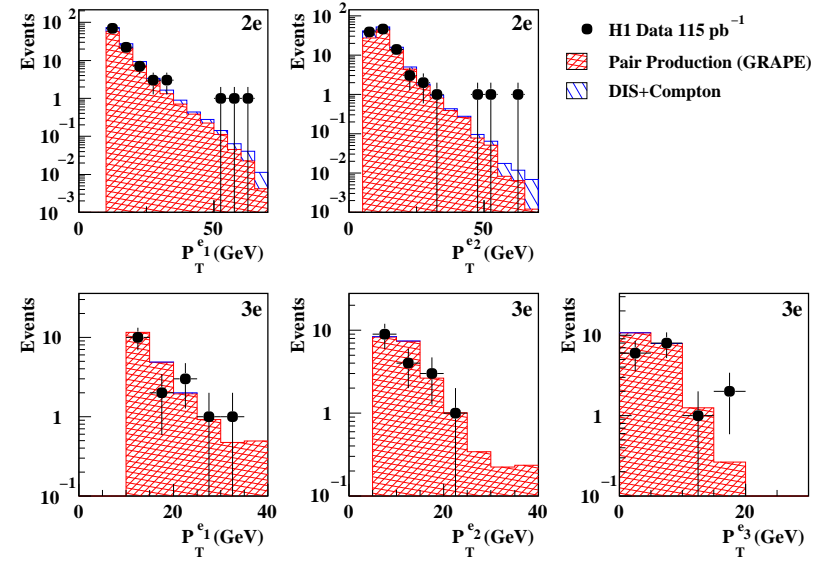 Events
10²
10
1
10⁻¹
10⁻²
10⁻³
10
2e
0
50
P_T^{e1} (GeV)
Events
10²
10
1
10⁻¹
10⁻²
10⁻³
10
2e
0
50
P_T^{e2} (GeV)
H1 Data 115 pb⁻¹
Pair Production (GRAPE)
DIS+Compton
Events
10
1
10⁻¹
3e
0
20
40
P_T^{e1} (GeV)
Events
10
1
10⁻¹
3e
0
20
40
P_T^{e2} (GeV)
Events
10
1
10⁻¹
3e
0
20
P_T^{e3} (GeV)